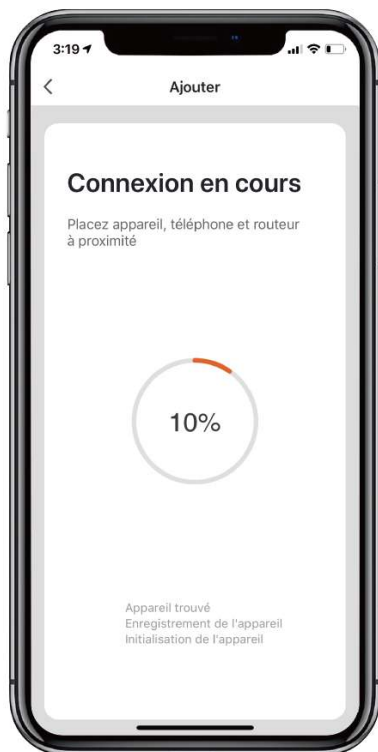 3:19
Ajouter
Connexion en cours
Placez appareil, téléphone et routeur
à proximité
10%
Appareil trouvé
Enregistrement de l'appareil
Initialisation de l'appareil